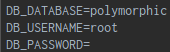 DB_DATABASE=polymorphic
DB_USERNAME=root
DB_PASSWORD=